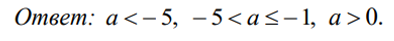 Ответ: a < − 5, − 5 < a ≤ − 1, a > 0.